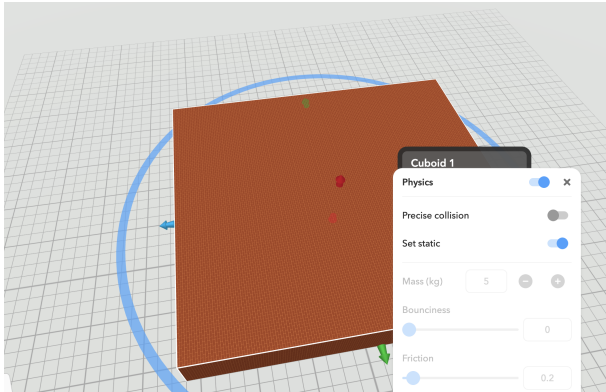 Cuboid 1
Physics
Precise collision
Set static
Mass (kg) 5
Bounciness
0
Friction
0.2